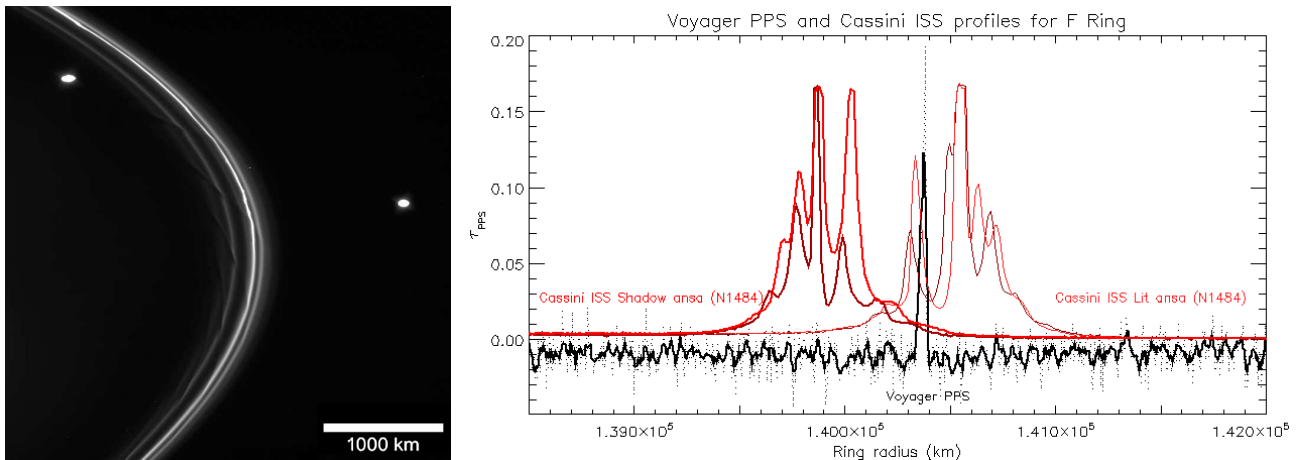 1000 km
Voyager PPS and Cassini ISS profiles for F Ring
0.20
0.15
0.10
0.05
0.00
τPPS
Cassini ISS Shadow ansa (N1484)
Cassini ISS Lit ansa (N1484)
Voyager PPS
1.390×10⁵
1.400×10⁵
1.410×10⁵
1.420×10⁵
Ring radius (km)